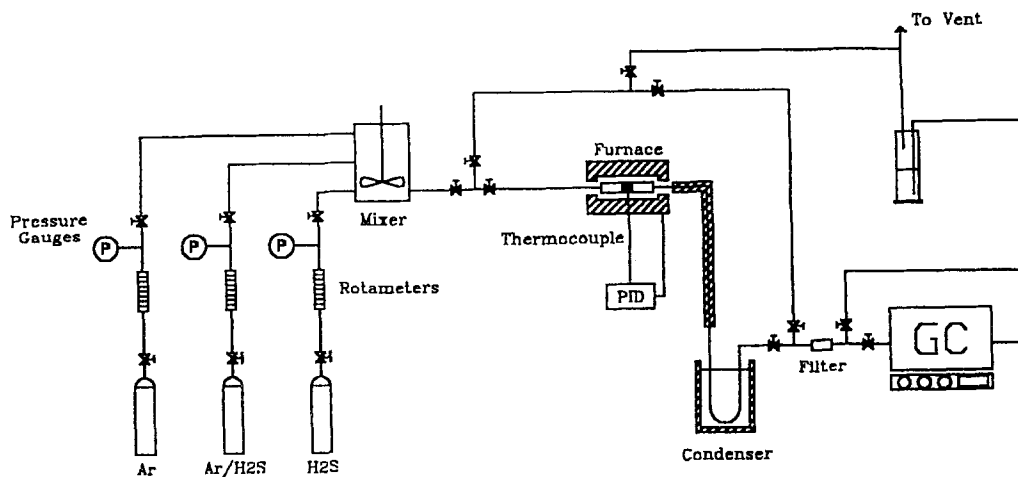 To Vent
Furnace
Mixer
Pressure
Gauges
P
P
P
Thermocouple
Rotameters
PID
GC
Filter
Condenser
Ar
Ar/H2S
H2S